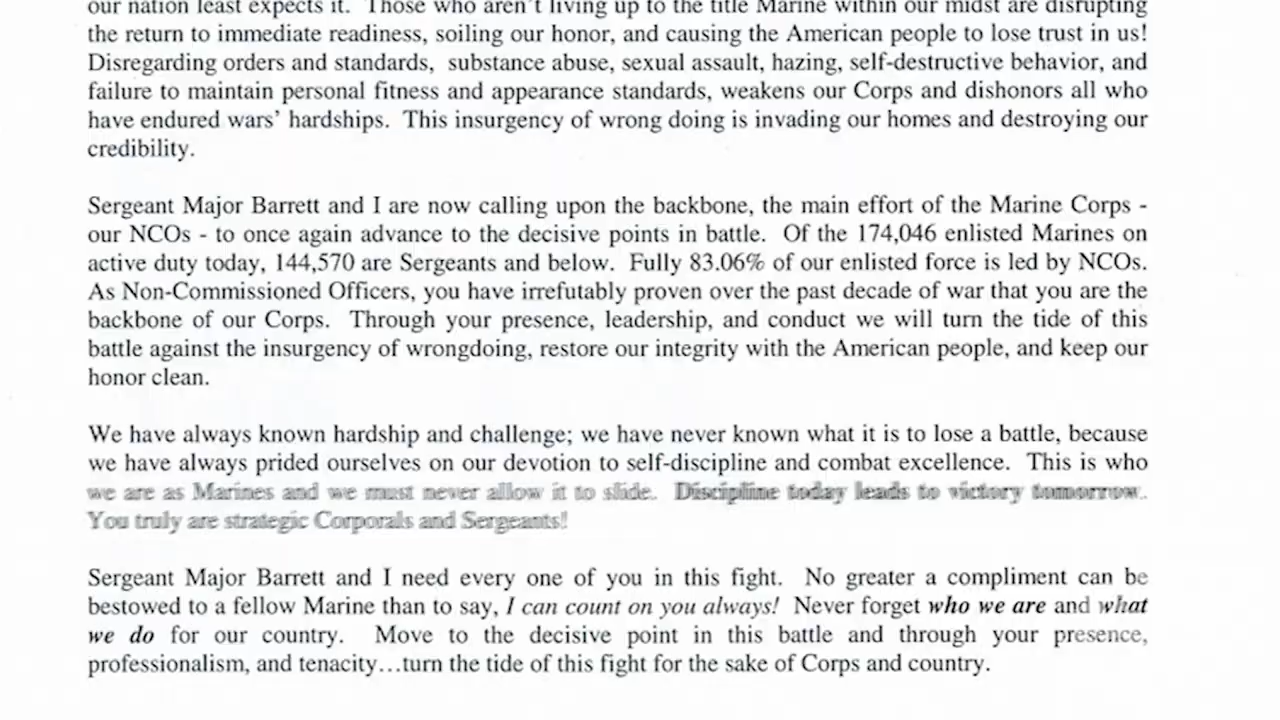 our nation least expects it. Those who aren't living up to the title Marine within our midst are disrupting
the return to immediate readiness, soiling our honor, and causing the American people to lose trust in us!
Disregarding orders and standards, substance abuse, sexual assault, hazing, self-destructive behavior, and
failure to maintain personal fitness and appearance standards, weakens our Corps and dishonors all who
have endured wars' hardships. This insurgency of wrong doing is invading our homes and destroying our
credibility.
Sergeant Major Barrett and I are now calling upon the backbone, the main effort of the Marine Corps -
our NCOs - to once again advance to the decisive points in battle. Of the 174,046 enlisted Marines on
active duty today, 144,570 are Sergeants and below. Fully 83.06% of our enlisted force is led by NCOs.
As Non-Commissioned Officers, you have irrefutably proven over the past decade of war that you are the
backbone of our Corps. Through your presence, leadership, and conduct we will turn the tide of this
battle against the insurgency of wrongdoing, restore our integrity with the American people, and keep our
honor clean.
We have always known hardship and challenge; we have never known what it is to lose a battle, because
we have always prided ourselves on our devotion to self-discipline and combat excellence. This is who
we are as Marines and we must never allow it to slide. Discipline today leads to victory tomorrow.
You truly are strategic Corporals and Sergeants!
Sergeant Major Barrett and I need every one of you in this fight. No greater a compliment can be
bestowed to a fellow Marine than to say, I can count on you always! Never forget who we are and what
we do for our country. Move to the decisive point in this battle and through your presence,
professionalism, and tenacity…turn the tide of this fight for the sake of Corps and country.